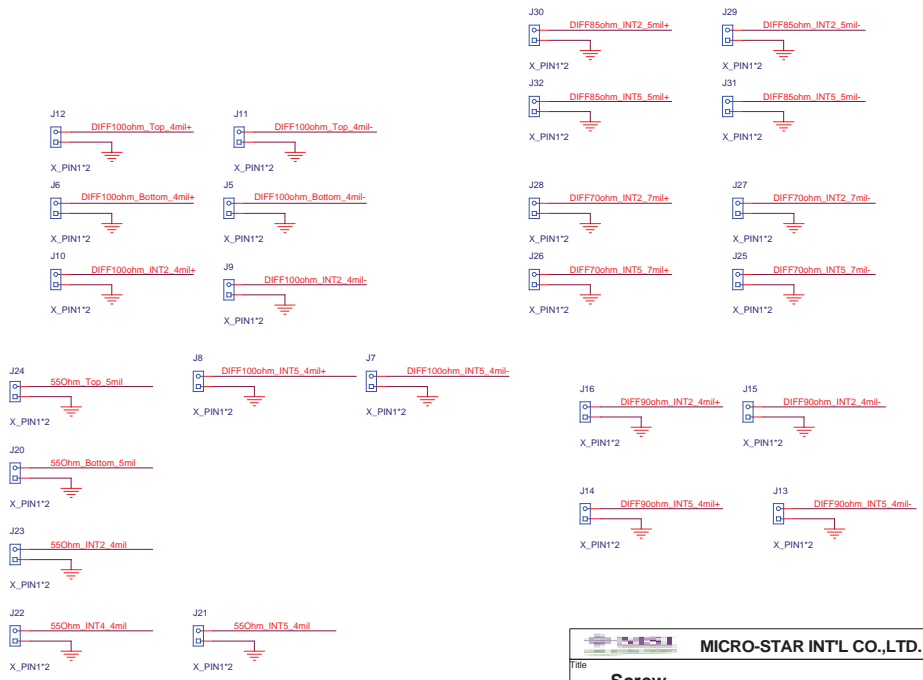 J30
DIFF85ohm_INT2_5mil+
X_PIN1*2
J29
DIFF85ohm_INT2_5mil-
X_PIN1*2
J32
DIFF85ohm_INT5_5mil+
X_PIN1*2
J31
DIFF85ohm_INT5_5mil-
X_PIN1*2
J12
DIFF100ohm_Top_4mil+
X_PIN1*2
J11
DIFF100ohm_Top_4mil-
X_PIN1*2
J6
DIFF100ohm_Bottom_4mil+
X_PIN1*2
J5
DIFF100ohm_Bottom_4mil-
X_PIN1*2
J28
DIFF70ohm_INT2_7mil+
X_PIN1*2
J27
DIFF70ohm_INT2_7mil-
X_PIN1*2
J10
DIFF100ohm_INT2_4mil+
X_PIN1*2
J9
DIFF100ohm_INT2_4mil-
X_PIN1*2
J26
DIFF70ohm_INT5_7mil+
X_PIN1*2
J25
DIFF70ohm_INT5_7mil-
X_PIN1*2
J24
55Ohm_Top_5mil
X_PIN1*2
J8
DIFF100ohm_INT5_4mil+
X_PIN1*2
J7
DIFF100ohm_INT5_4mil-
X_PIN1*2
J16
DIFF90ohm_INT2_4mil+
X_PIN1*2
J15
DIFF90ohm_INT2_4mil-
X_PIN1*2
J20
55Ohm_Bottom_5mil
X_PIN1*2
J14
DIFF90ohm_INT5_4mil+
X_PIN1*2
J13
DIFF90ohm_INT5_4mil-
X_PIN1*2
J23
55Ohm_INT2_4mil
X_PIN1*2
J22
55Ohm_INT4_4mil
X_PIN1*2
J21
55Ohm_INT5_4mil
X_PIN1*2
MICRO-STAR INT'L CO.,LTD.
Title
Screw